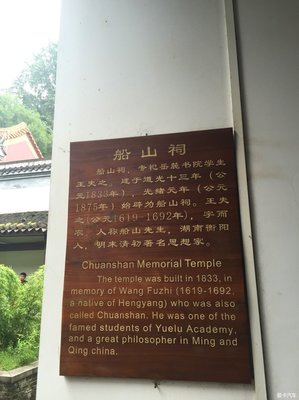 船山祠
船山祠，专祀岳麓书院学生
王夫之，建于道光十三年（公
元1833年），光绪元年（公元
1875年）始辟为船山祠。王夫
之（公元1619-1692年），字而
农，人称船山先生，湖南衡阳
人，明末清初著名思想家。
Chuanshan Memorial Temple
The temple was built in 1833, in
memory of Wang Fuzhi (1619-1692,
a native of Hengyang) who was also
called Chuanshan. He was one of the
famed students of Yuelu Academy,
and a great philosopher in Ming and
Qing china.
爱卡汽车